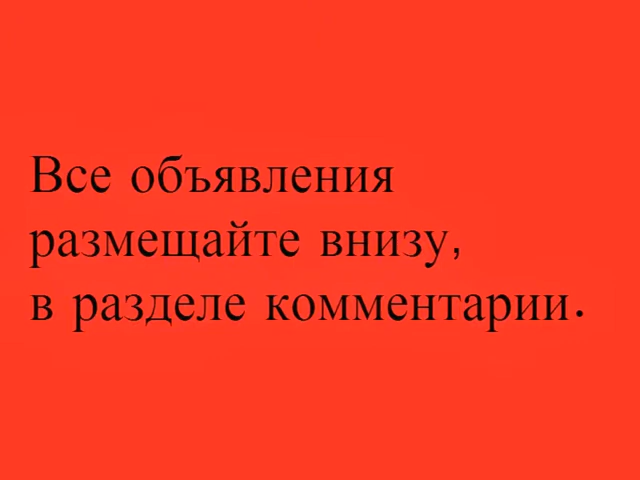 Все объявления
размещайте внизу,
в разделе комментарии.